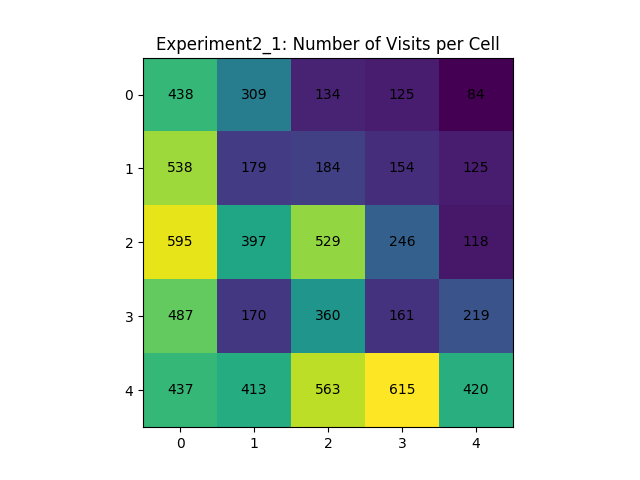 Experiment2_1: Number of Visits per Cell
0 438 309 134 125 84
1 538 179 184 154 125
2 595 397 529 246 118
3 487 170 360 161 219
4 437 413 563 615 420
0 1 2 3 4